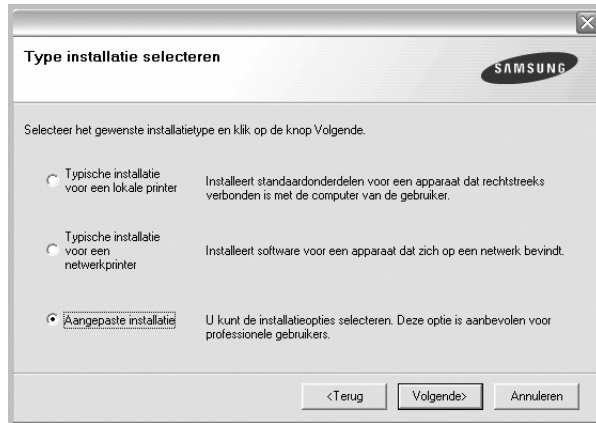 Type installatie selecteren
SAMSUNG
Selecteer het gewenste installatietype en klik op de knop Volgende.
Typische installatie
voor een lokale printer
Installeert standaardonderdelen voor een apparaat dat rechtstreeks
verbonden is met de computer van de gebruiker.
Typische installatie
voor een
netwerkprinter
Installeert software voor een apparaat dat zich op een netwerk bevindt.
Aangepaste installatie
U kunt de installatieopties selecteren. Deze optie is aanbevolen voor
professionele gebruikers.
<Terug
Volgende>
Annuleren